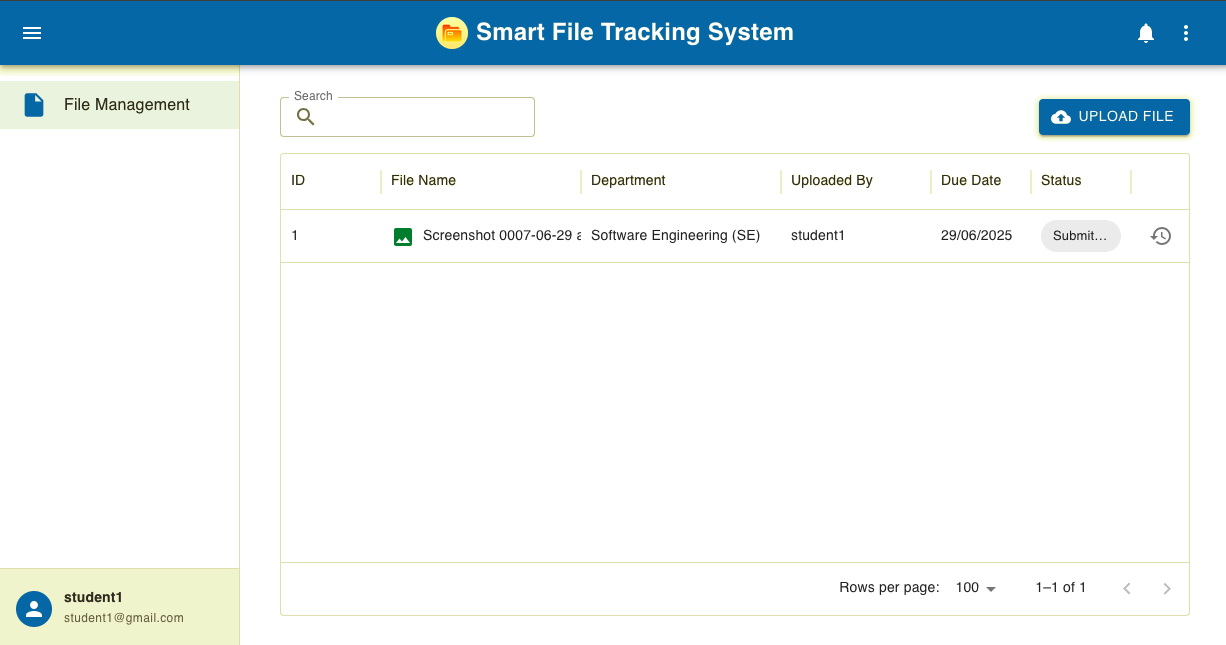 Smart File Tracking System
File Management
Search
UPLOAD FILE
ID File Name Department Uploaded By Due Date Status
1 Screenshot 0007-06-29 a Software Engineering (SE) student1 29/06/2025 Submit...
Rows per page: 100 1–1 of 1
student1
student1@gmail.com